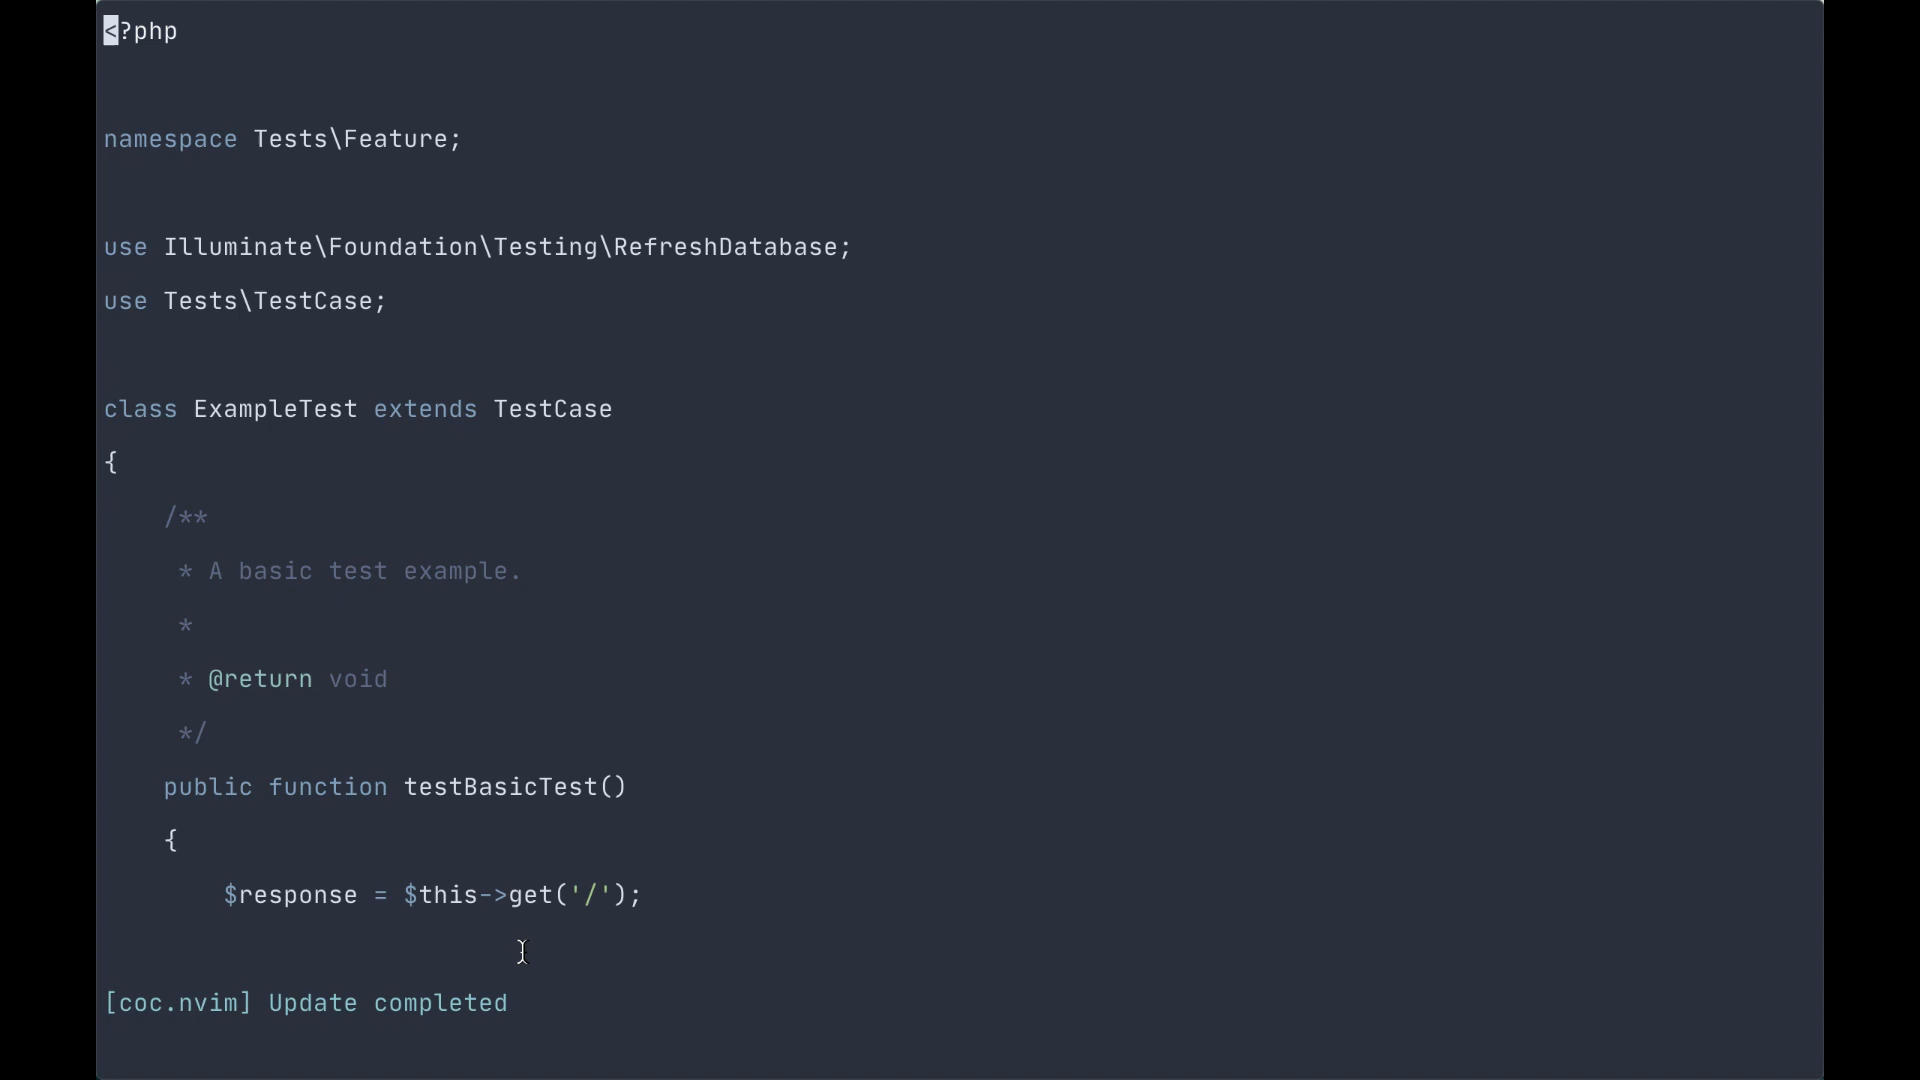 <?php
namespace Tests\Feature;
use Illuminate\Foundation\Testing\RefreshDatabase;
use Tests\TestCase;
class ExampleTest extends TestCase
{
    /**
     * A basic test example.
     *
     * @return void
     */
    public function testBasicTest()
    {
        $response = $this->get('/');
[coc.nvim] Update completed